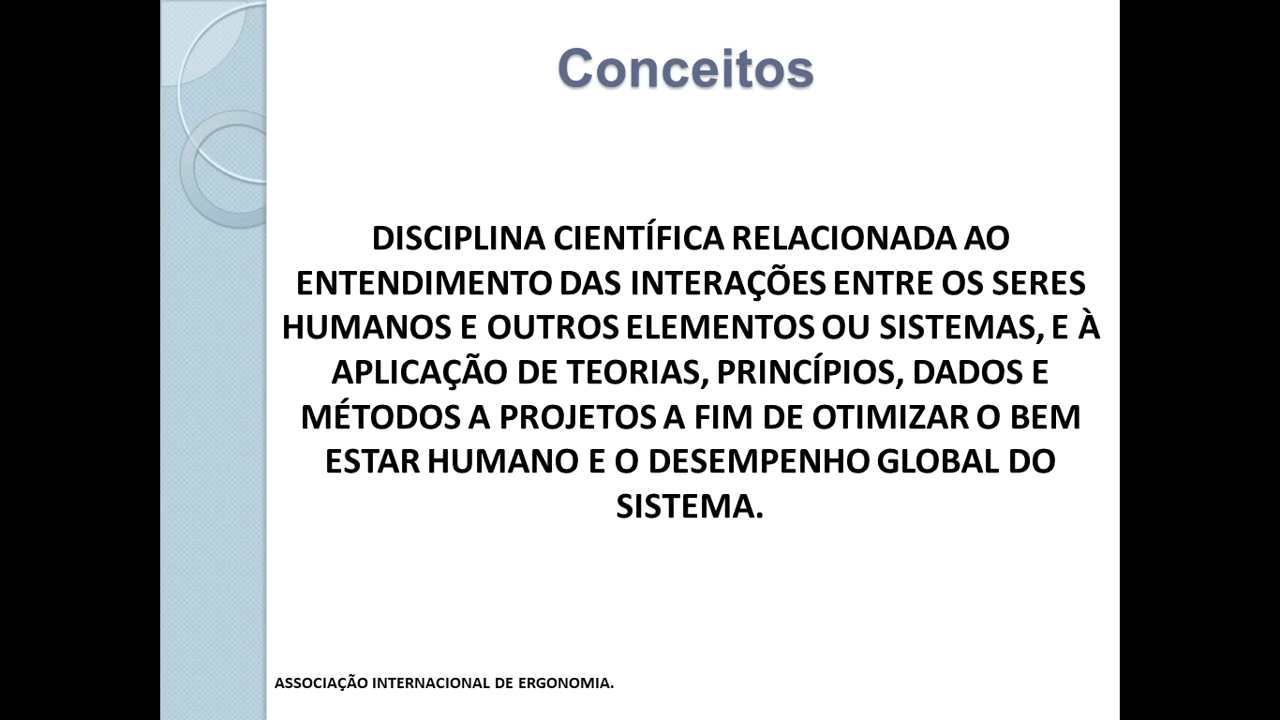 Conceitos
DISCIPLINA CIENTÍFICA RELACIONADA AO
ENTENDIMENTO DAS INTERAÇÕES ENTRE OS SERES
HUMANOS E OUTROS ELEMENTOS OU SISTEMAS, E À
APLICAÇÃO DE TEORIAS, PRINCÍPIOS, DADOS E
MÉTODOS A PROJETOS A FIM DE OTIMIZAR O BEM
ESTAR HUMANO E O DESEMPENHO GLOBAL DO
SISTEMA.
ASSOCIAÇÃO INTERNACIONAL DE ERGONOMIA.